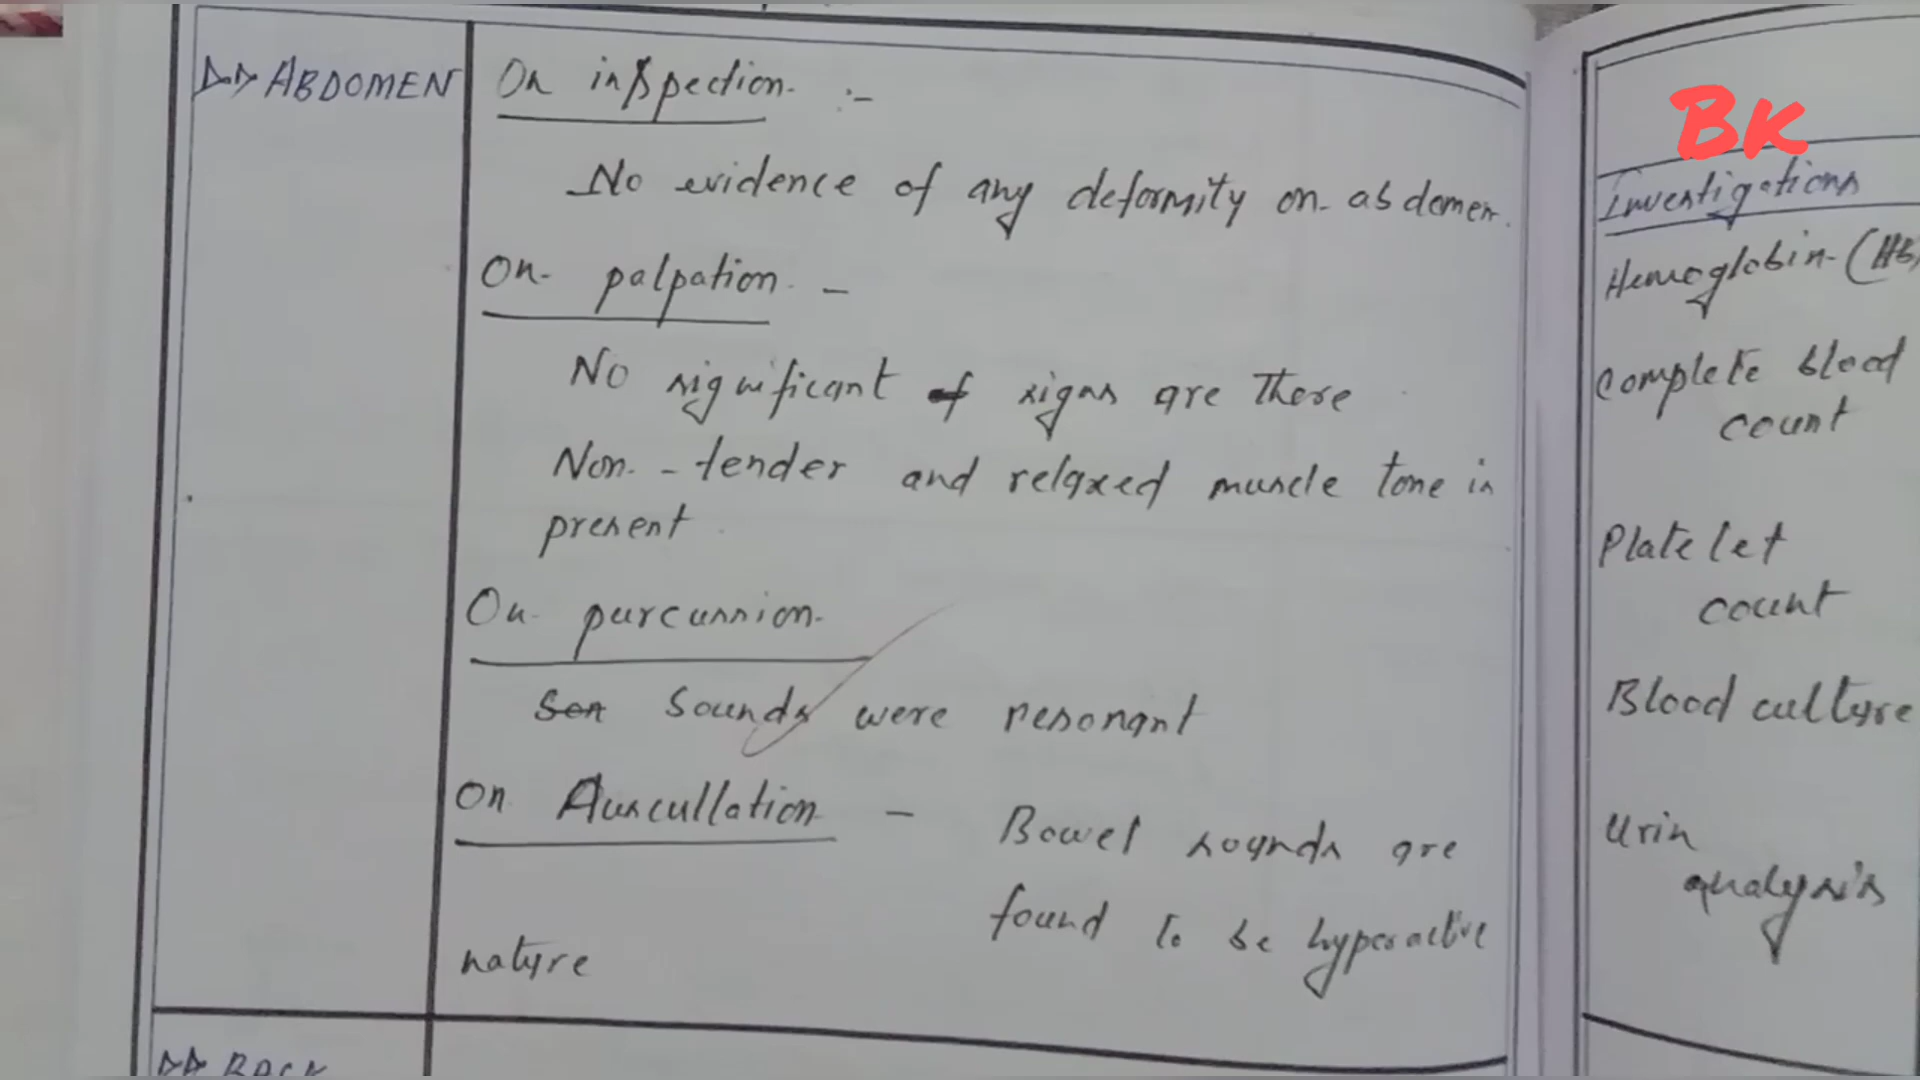 ABDOMEN
On inspection :-
No evidence of any deformity on abdomen.
On palpation -
No significant of signs are there
Non-tender and relaxed muscle tone is
present
On purcussion
Son Sounds were resonant
On Auscullation - Bowel sounds are
found to be hyperactive
nature
BACK
BK
Investigations
Hemoglobin (Hb)
Complete blood
count
Platelet
count
Blood culture
Urin
analysis